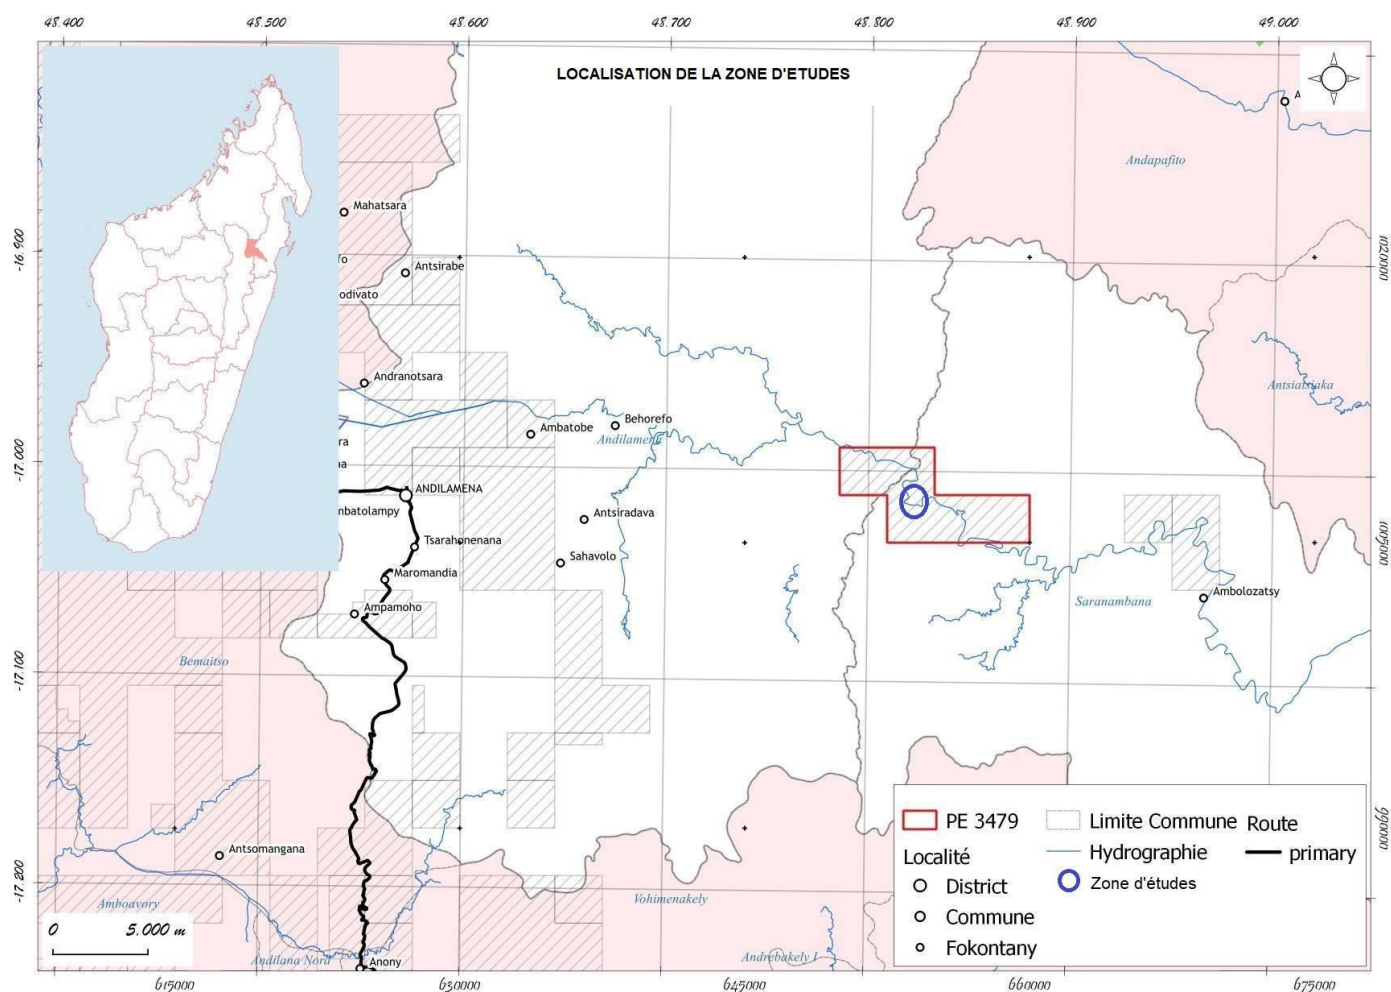 48.400 48.500 48.600 48.700 48.800 48.900 49.000
LOCALISATION DE LA ZONE D'ETUDES
A
Andapafito
Mahatsara
-16.900
fo
Antsirabe
1020000
odivato
Andranotsara
Antsiatsiaka
Behorefo
Ambatobe
Andilamena
ra
-17.000
na
ANDILAMENA
mbatolampy
Antsiradava
Tsarahonenana
1005000
Sahavolo
Maromandia
Ambolozatsy
Saranambana
Ampamoho
Bemaitso
-17.100
PE 3479
Limite Commune
Route
Localité
Hydrographie
primary
District
Zone d'études
Commune
Fokontany
990000
Antsomangana
-17.200
Amboavory
Vohimenakely
0 5.000 m
Andilana Nord
Anony
Andrebakely I
615000 630000 645000 660000 675000